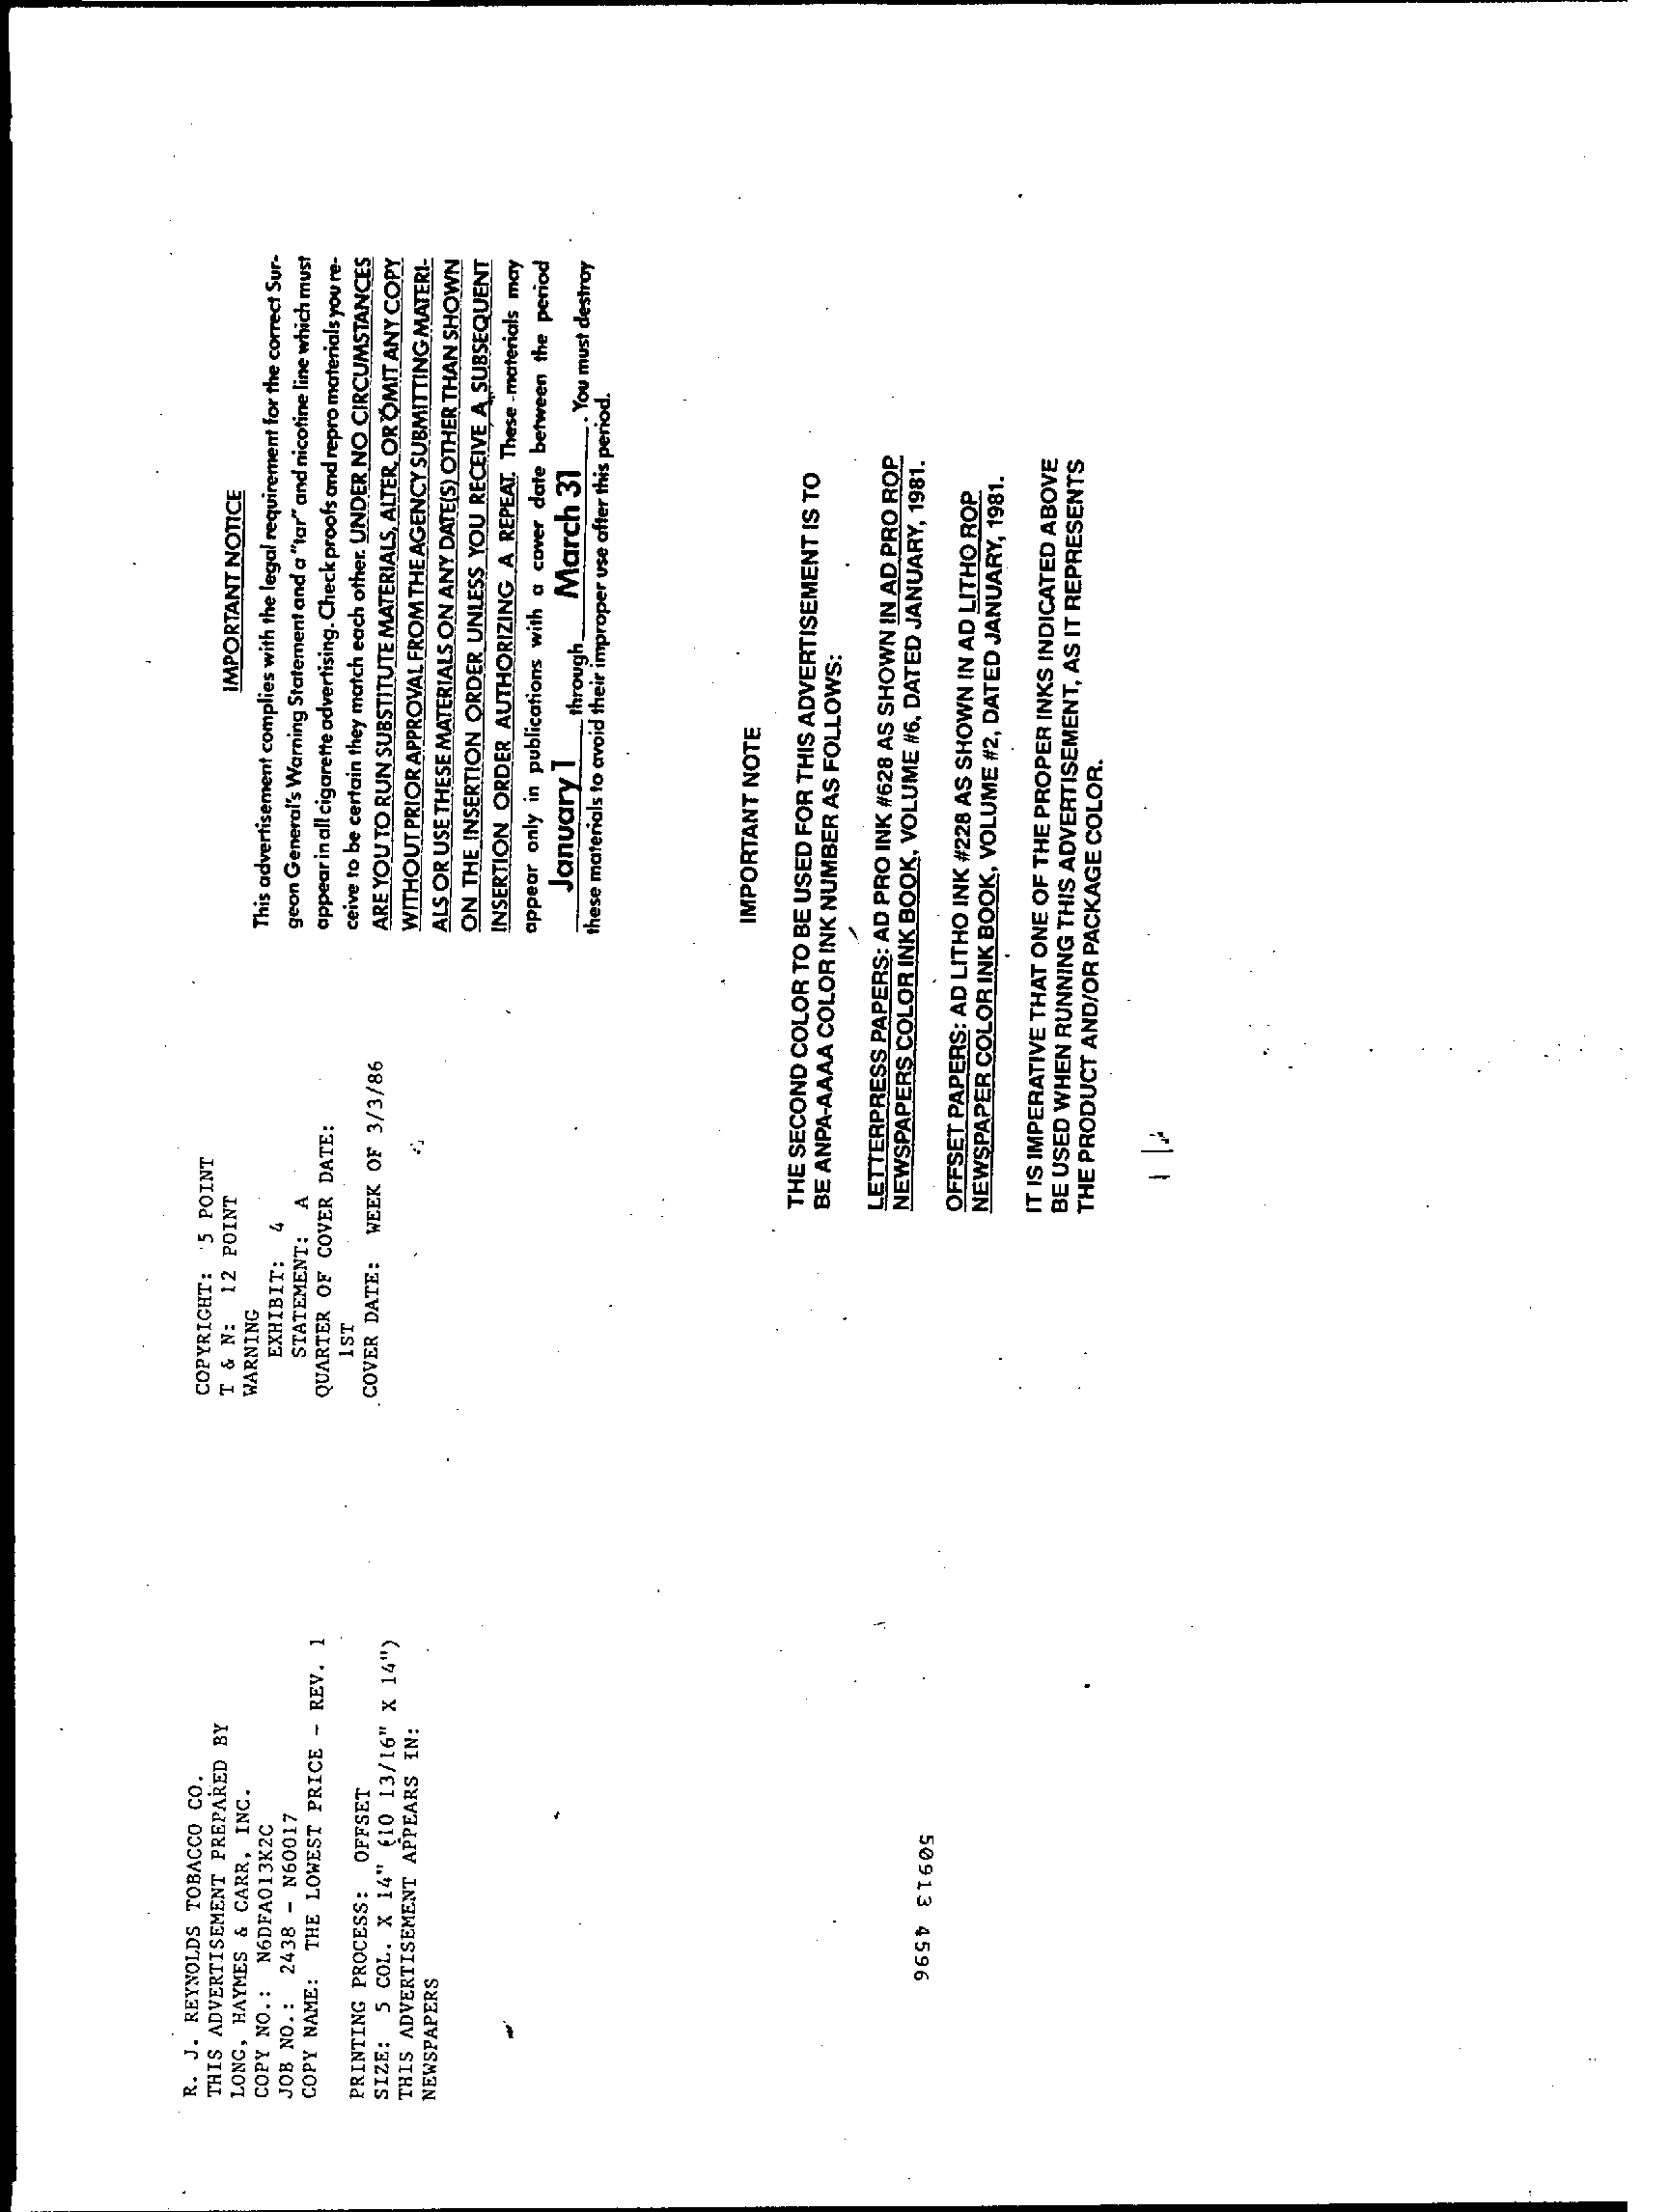 R. J. REYNOLDS TOBACCO CO.
THIS ADVERTISEMENT PREPARED BY
LONG, HAYMES & CARR, INC.
COPY NO.: N6DFA013K2C
JOB NO.: 2438 - N60017
COPY NAME: THE LOWEST PRICE - REV. 1
PRINTING PROCESS: OFFSET
SIZE: 5 COL. X 14" (10 13/16" X 14")
THIS ADVERTISEMENT APPEARS IN:
NEWSPAPERS
COPYRIGHT: 5 POINT
T & N: 12 POINT
WARNING
EXHIBIT: 4
STATEMENT: A
QUARTER OF COVER DATE:
1ST
COVER DATE: WEEK OF 3/3/86
IMPORTANT NOTICE
This advertisement complies with the legal requirement for the correct Sur-
geon General's Warning Statement and a "tar" and nicotine line which must
appear in all cigarette advertising. Check proofs and repro materials you re-
ceive to be certain they match each other. UNDER NO CIRCUMSTANCES
ARE YOU TO RUN SUBSTITUTE MATERIALS, ALTER, OR OMIT ANY COPY
WITHOUT PRIOR APPROVAL FROM THE AGENCY SUBMITTING MATERI-
ALS OR USE THESE MATERIALS ON ANY DATE(S) OTHER THAN SHOWN
ON THE INSERTION ORDER UNLESS YOU RECEIVE A SUBSEQUENT
INSERTION ORDER AUTHORIZING A REPEAT. These materials may
appear only in publications with a cover date between the period
January 1 through March 31. You must destroy
these materials to avoid their improper use after this period.
IMPORTANT NOTE
THE SECOND COLOR TO BE USED FOR THIS ADVERTISEMENT IS TO
BE ANPA-AAAA COLOR INK NUMBER AS FOLLOWS:
LETTERPRESS PAPERS: AD PRO INK #628 AS SHOWN IN AD PRO ROP
NEWSPAPERS COLOR INK BOOK, VOLUME #6, DATED JANUARY, 1981.
OFFSET PAPERS: AD LITHO INK #228 AS SHOWN IN AD LITHO ROP
NEWSPAPER COLOR INK BOOK, VOLUME #2, DATED JANUARY, 1981.
IT IS IMPERATIVE THAT ONE OF THE PROPER INKS INDICATED ABOVE
BE USED WHEN RUNNING THIS ADVERTISEMENT, AS IT REPRESENTS
THE PRODUCT AND/OR PACKAGE COLOR.
50913 4596